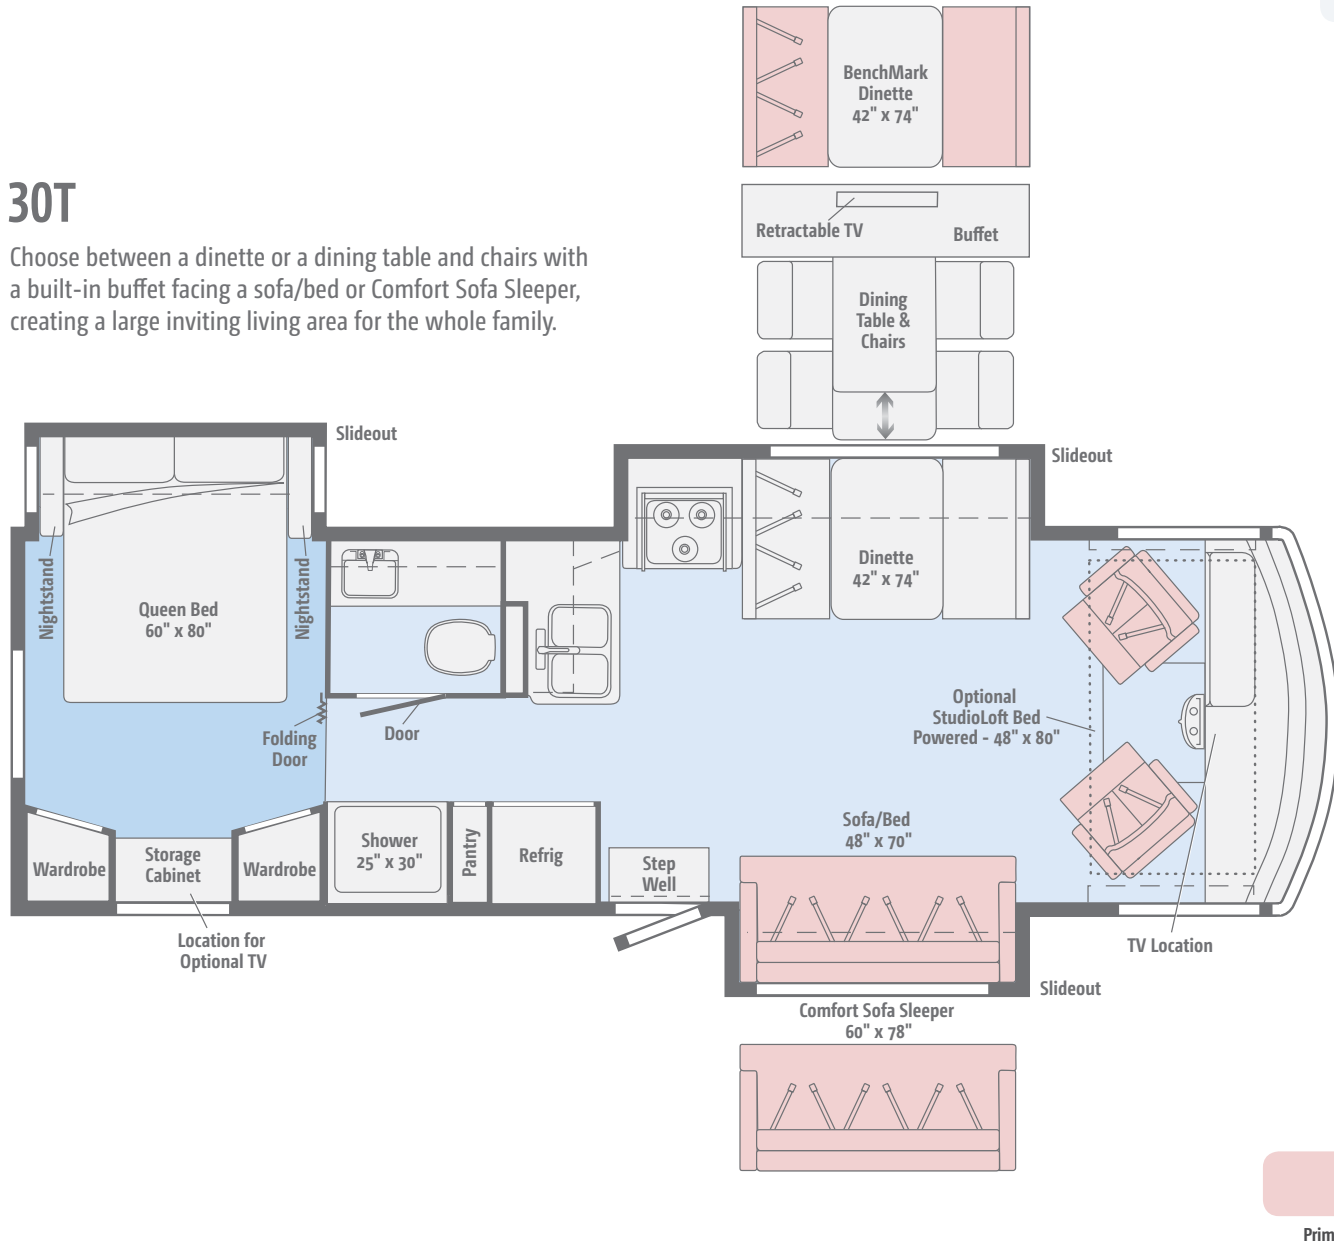 BenchMark
Dinette
42" x 74"
30T
Retractable TV
Buffet
Choose between a dinette or a dining table and chairs with
a built-in buffet facing a sofa/bed or Comfort Sofa Sleeper,
creating a large inviting living area for the whole family.
Dining
Table &
Chairs
Slideout
Slideout
Nightstand
Queen Bed
60" x 80"
Nightstand
Dinette
42" x 74"
Folding
Door
Door
Optional
StudioLoft Bed
Powered - 48" x 80"
Wardrobe
Storage
Cabinet
Wardrobe
Shower
25" x 30"
Pantry
Refrig
Step
Well
Sofa/Bed
48" x 70"
Location for
Optional TV
TV Location
Slideout
Comfort Sofa Sleeper
60" x 78"
Prim